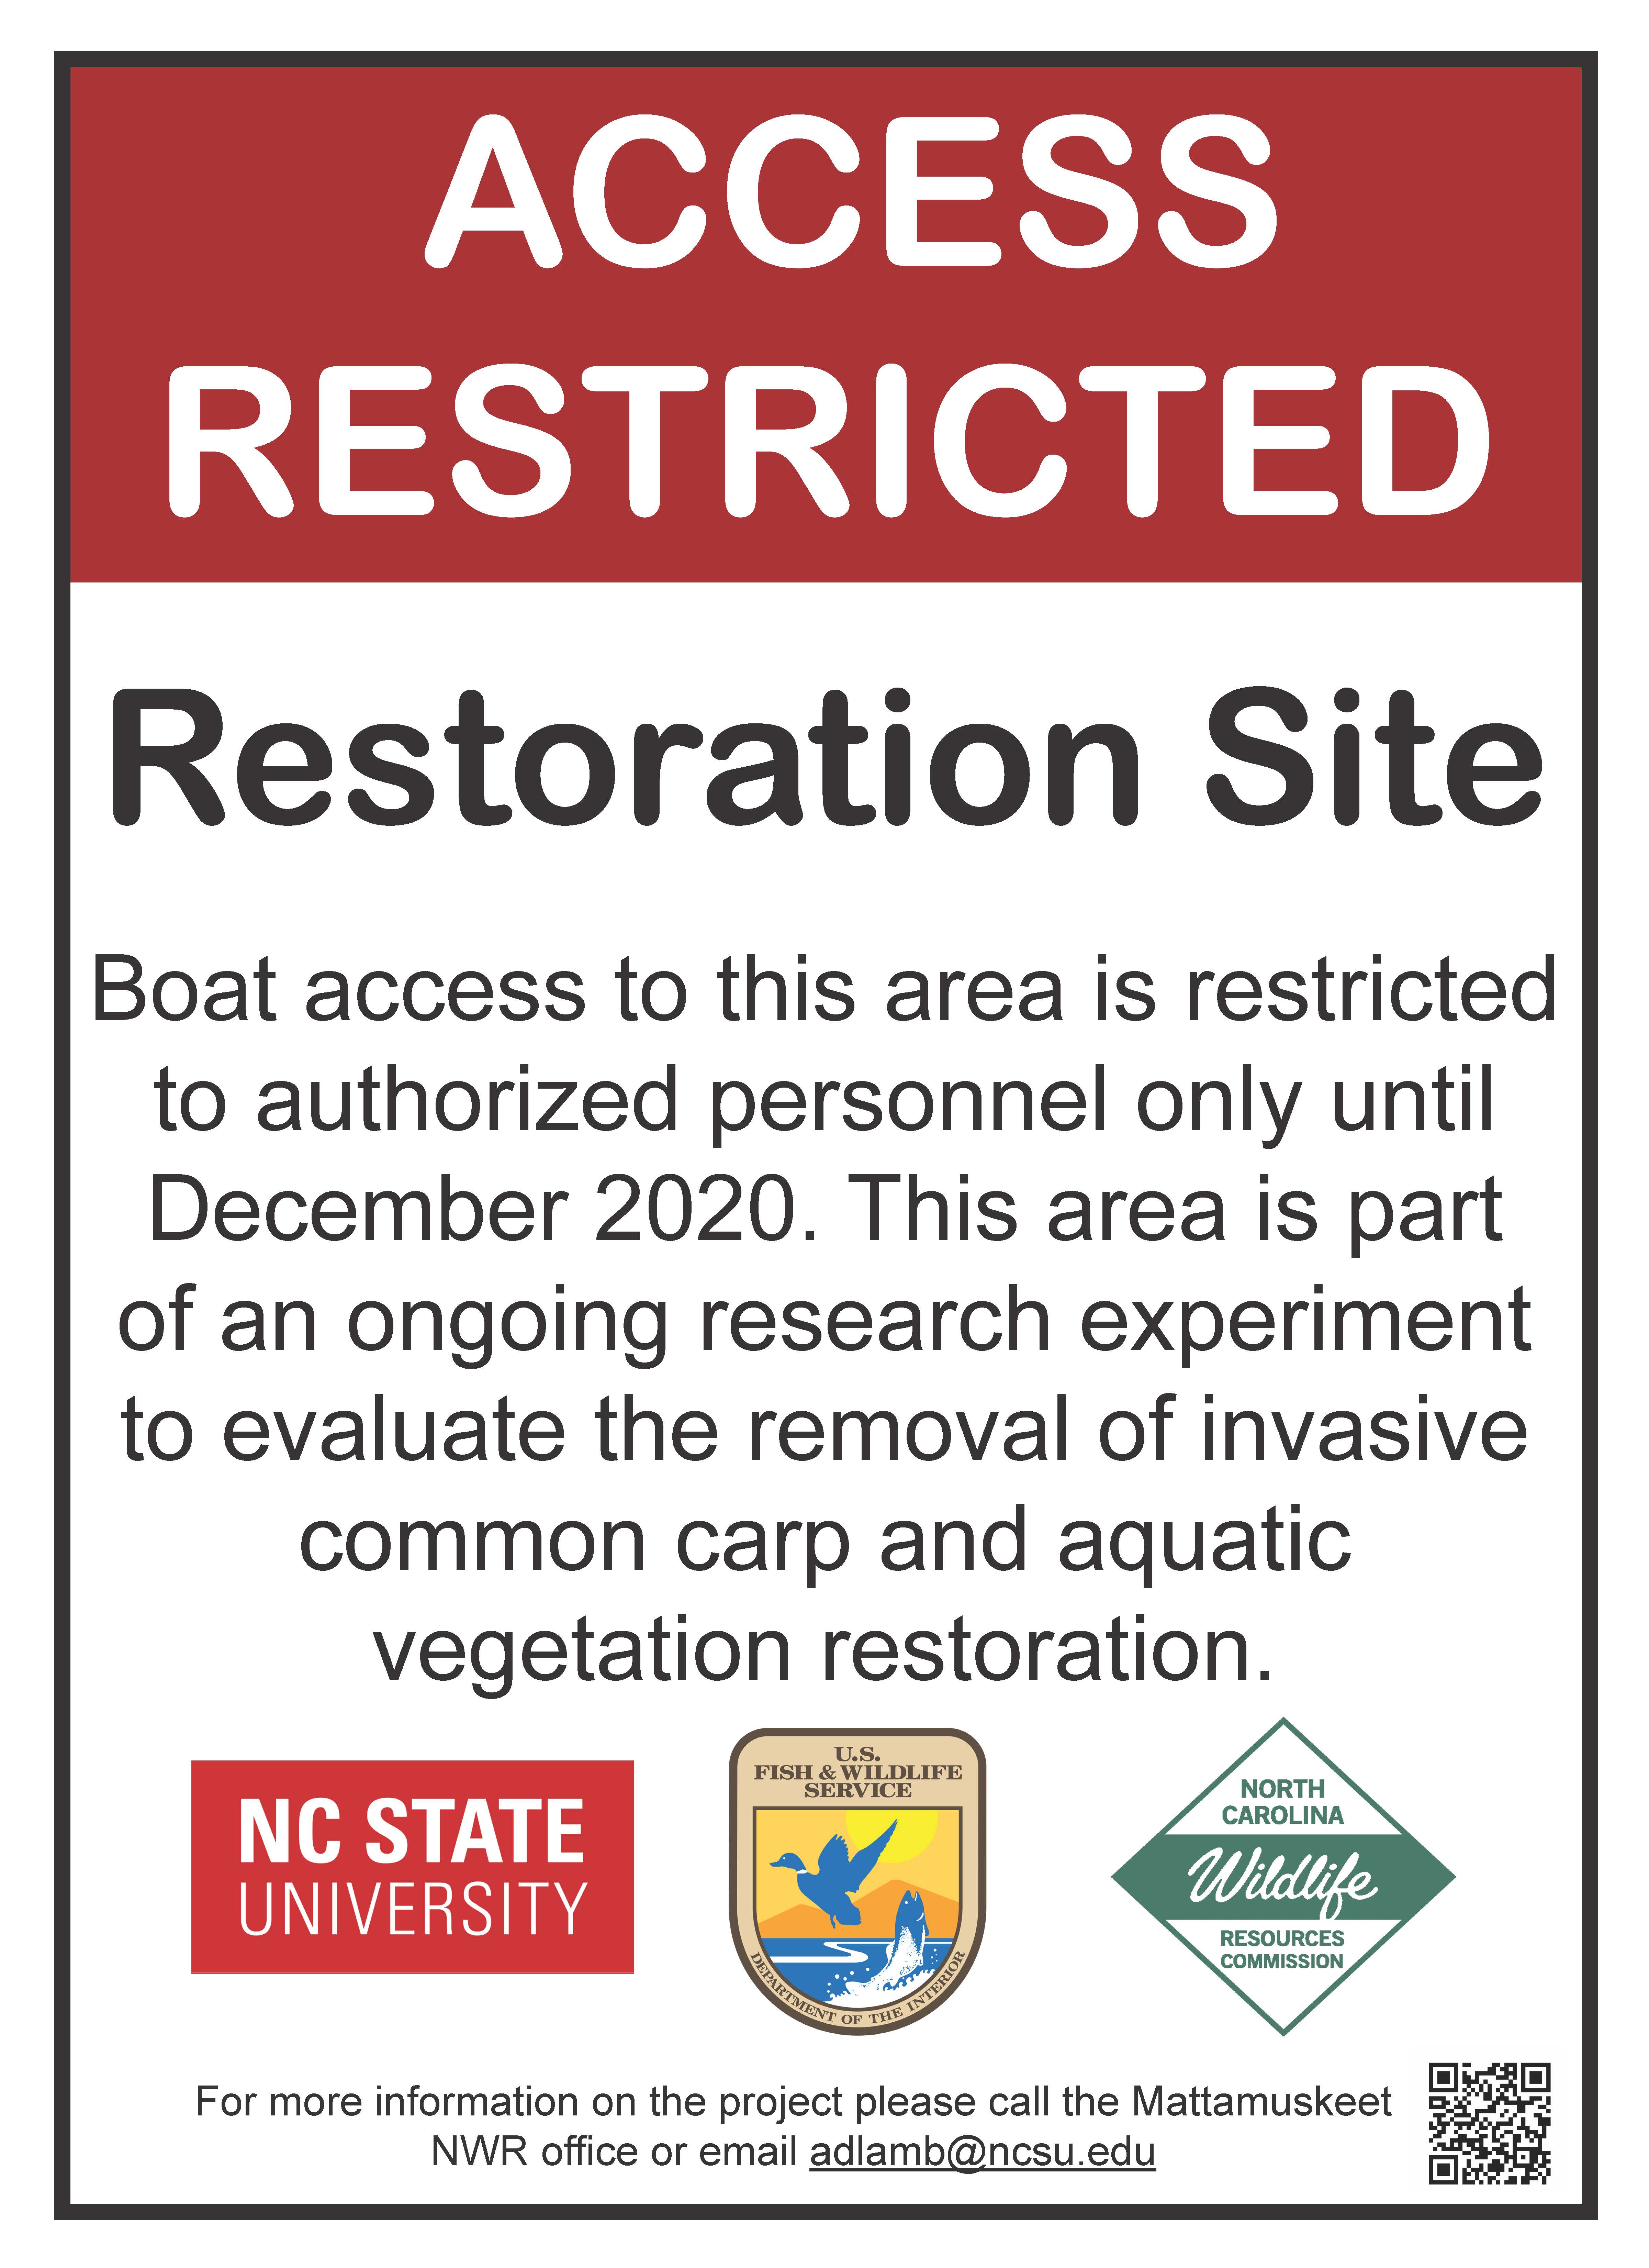 ACCESS
RESTRICTED
Restoration Site
Boat access to this area is restricted
to authorized personnel only until
December 2020. This area is part
of an ongoing research experiment
to evaluate the removal of invasive
common carp and aquatic
vegetation restoration.
NC STATE
UNIVERSITY
U.S.
FISH & WILDLIFE
SERVICE
DEPARTMENT OF THE INTERIOR
NORTH
CAROLINA
Wildlife
RESOURCES
COMMISSION
For more information on the project please call the Mattamuskeet
NWR office or email adlamb@ncsu.edu